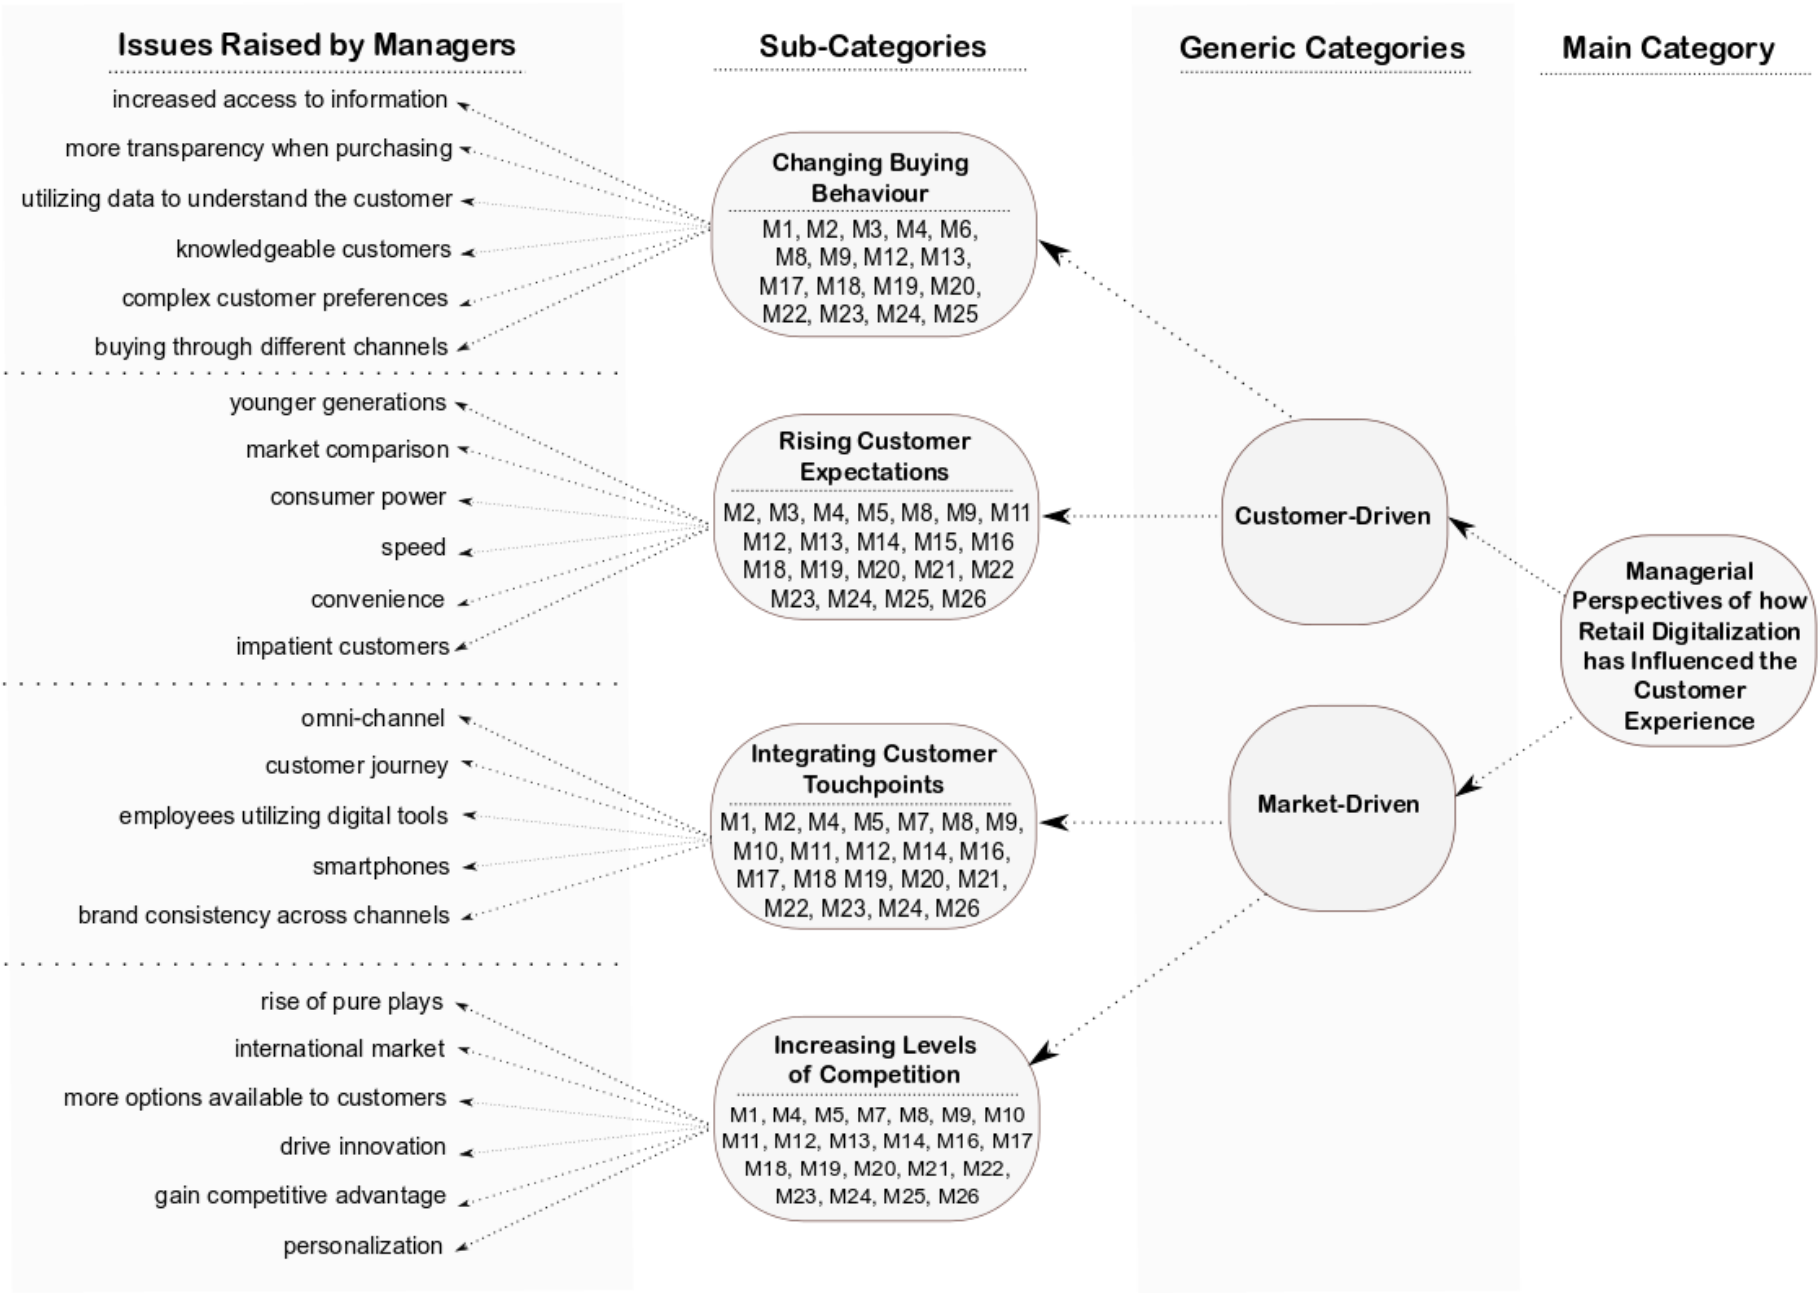 Issues Raised by Managers
Sub-Categories
Generic Categories
Main Category
increased access to information
more transparency when purchasing
utilizing data to understand the customer
knowledgeable customers
complex customer preferences
buying through different channels
younger generations
market comparison
consumer power
speed
convenience
impatient customers
omni-channel
customer journey
employees utilizing digital tools
smartphones
brand consistency across channels
rise of pure plays
international market
more options available to customers
drive innovation
gain competitive advantage
personalization
Changing Buying
Behaviour
M1, M2, M3, M4, M6,
M8, M9, M12, M13,
M17, M18, M19, M20,
M22, M23, M24, M25
Rising Customer
Expectations
M2, M3, M4, M5, M8, M9, M11
M12, M13, M14, M15, M16
M18, M19, M20, M21, M22
M23, M24, M25, M26
Integrating Customer
Touchpoints
M1, M2, M4, M5, M7, M8, M9,
M10, M11, M12, M14, M16,
M17, M18 M19, M20, M21,
M22, M23, M24, M26
Increasing Levels
of Competition
M1, M4, M5, M7, M8, M9, M10
M11, M12, M13, M14, M16, M17
M18, M19, M20, M21, M22,
M23, M24, M25, M26
Customer-Driven
Market-Driven
Managerial
Perspectives of how
Retail Digitalization
has Influenced the
Customer
Experience